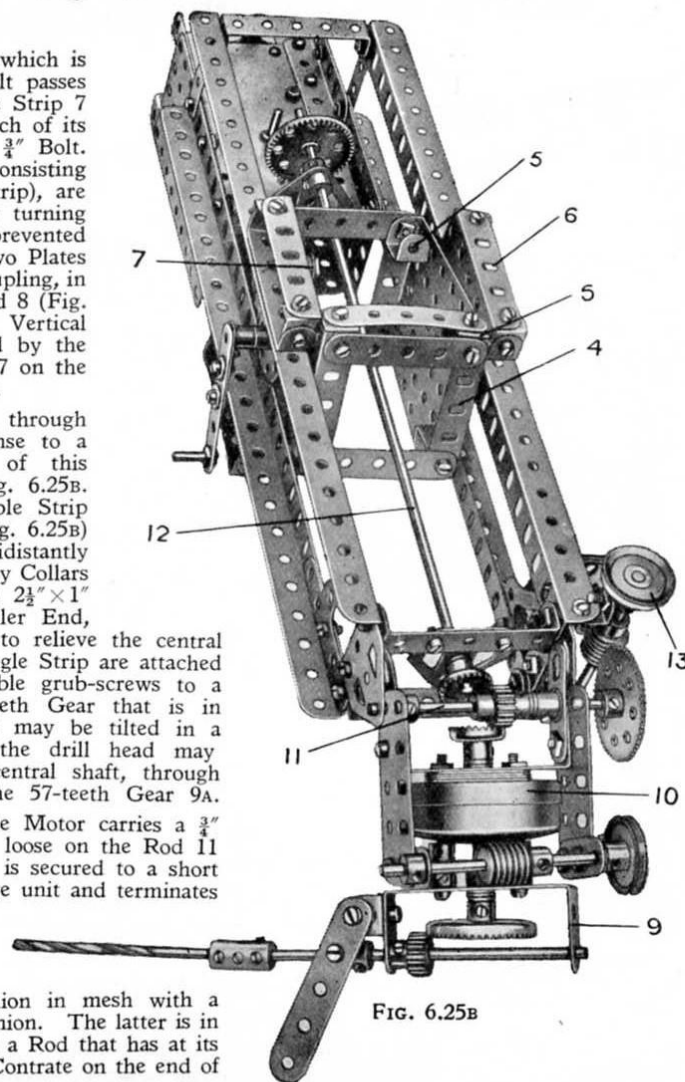 which is
lt passes
Strip 7
ch of its
¾″ Bolt.
onsisting
rip), are
turning
prevented
vo Plates
upling, in
d 8 (Fig.
Vertical
d by the
7 on the
through
nse to a
of this
g. 6.25B.
ble Strip
g. 6.25B)
idistantly
y Collars
2½″×1″
ler End,
to relieve the central
gle Strip are attached
ble grub-screws to a
eeth Gear that is in
may be tilted in a
the drill head may
central shaft, through
ne 57-teeth Gear 9A.
e Motor carries a ¾″
loose on the Rod 11
is secured to a short
e unit and terminates
ion in mesh with a
nion. The latter is in
a Rod that has at its
Contrate on the end of
5
6
7
5
4
12
13
11
10
9
FIG. 6.25B